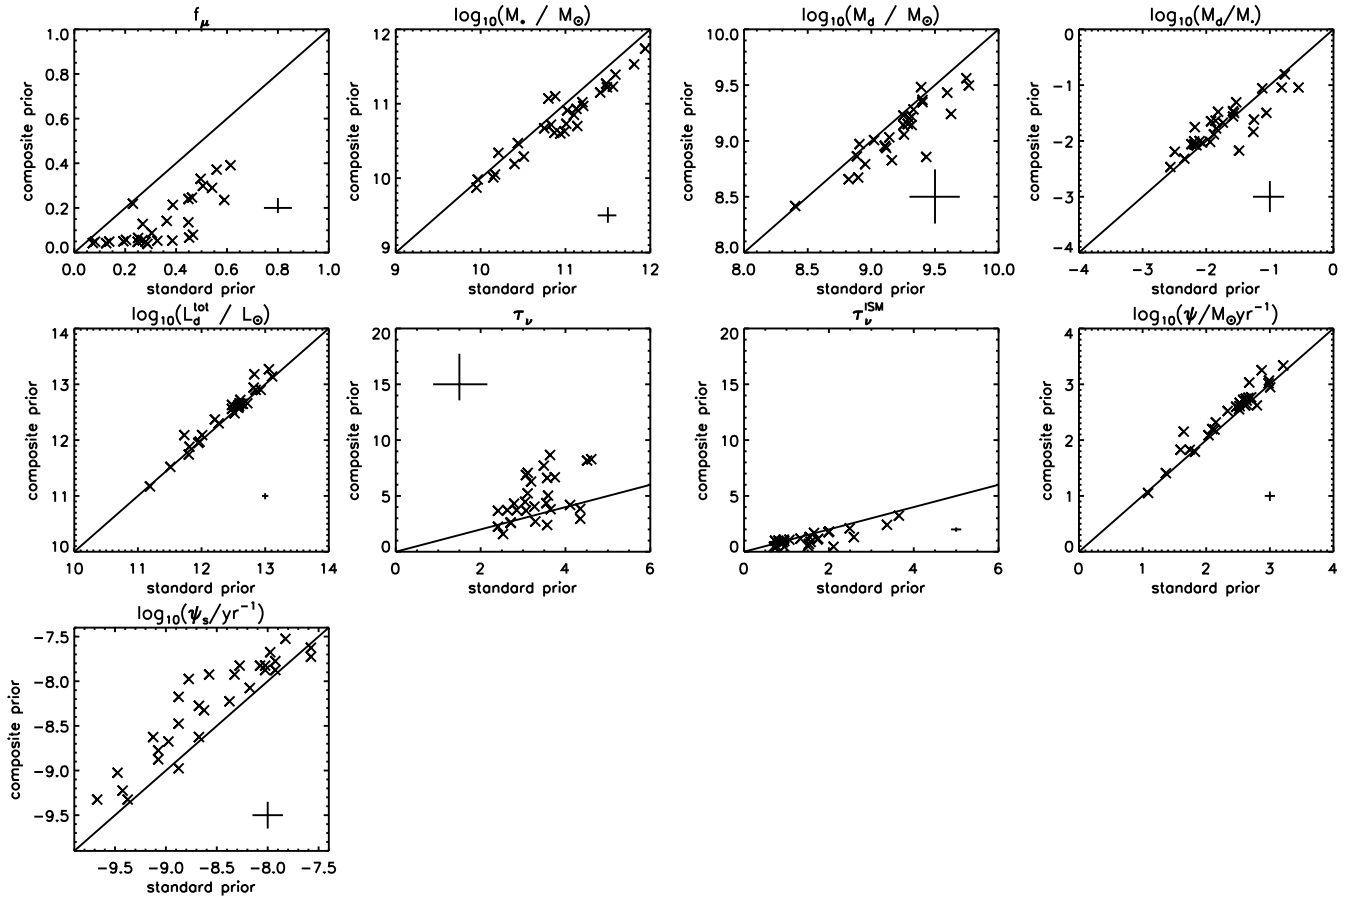 f_μ
log₁₀(M⋆ / M⊙)
log₁₀(M_d / M⊙)
log₁₀(M_d/M⋆)
composite prior
1.0
0.8
0.6
0.4
0.2
0.0
0.0 0.2 0.4 0.6 0.8 1.0
standard prior
composite prior
12
11
10
9
9 10 11 12
standard prior
composite prior
10.0
9.5
9.0
8.5
8.0
8.0 8.5 9.0 9.5 10.0
standard prior
composite prior
0
−1
−2
−3
−4
−4 −3 −2 −1 0
standard prior
log₁₀(L_d^tot / L⊙)
τ_ν
τ_ν^ISM
log₁₀(ψ/M⊙yr⁻¹)
composite prior
14
13
12
11
10
10 11 12 13 14
standard prior
composite prior
20
15
10
5
0
0 2 4 6
standard prior
composite prior
20
15
10
5
0
0 2 4 6
standard prior
composite prior
4
3
2
1
0
0 1 2 3 4
standard prior
log₁₀(ψ_s/yr⁻¹)
composite prior
−7.5
−8.0
−8.5
−9.0
−9.5
−9.5 −9.0 −8.5 −8.0 −7.5
standard prior